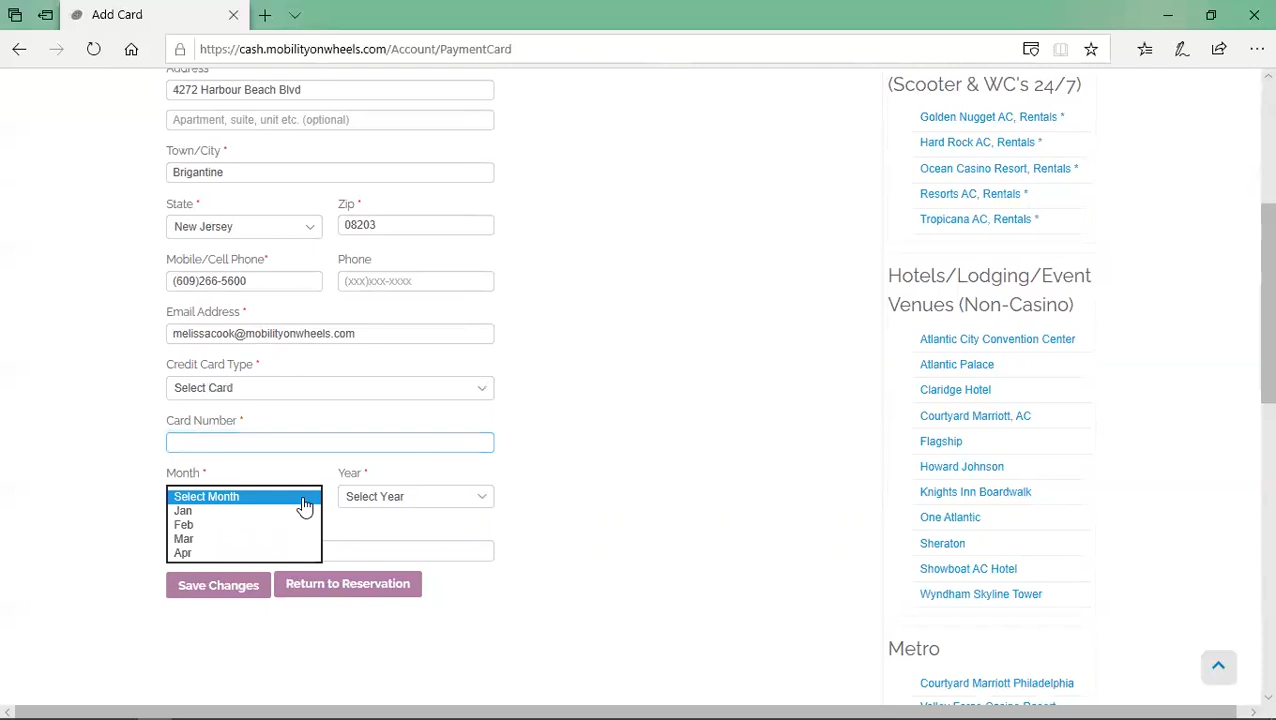 Add Card
https://cash.mobilityonwheels.com/Account/PaymentCard
Address
4272 Harbour Beach Blvd
Apartment, suite, unit etc. (optional)
Town/City *
Brigantine
State *
Zip *
New Jersey
08203
Mobile/Cell Phone*
Phone
(609)266-5600
(xxx)xxx-xxxx
Email Address *
melissacook@mobilityonwheels.com
Credit Card Type *
Select Card
Card Number *
Month *
Year *
Select Month
Select Year
Jan
Feb
Mar
Apr
Save Changes
Return to Reservation
(Scooter & WC's 24/7)
Golden Nugget AC, Rentals *
Hard Rock AC, Rentals *
Ocean Casino Resort, Rentals *
Resorts AC, Rentals *
Tropicana AC, Rentals *
Hotels/Lodging/Event
Venues (Non-Casino)
Atlantic City Convention Center
Atlantic Palace
Claridge Hotel
Courtyard Marriott, AC
Flagship
Howard Johnson
Knights Inn Boardwalk
One Atlantic
Sheraton
Showboat AC Hotel
Wyndham Skyline Tower
Metro
Courtyard Marriott Philadelphia